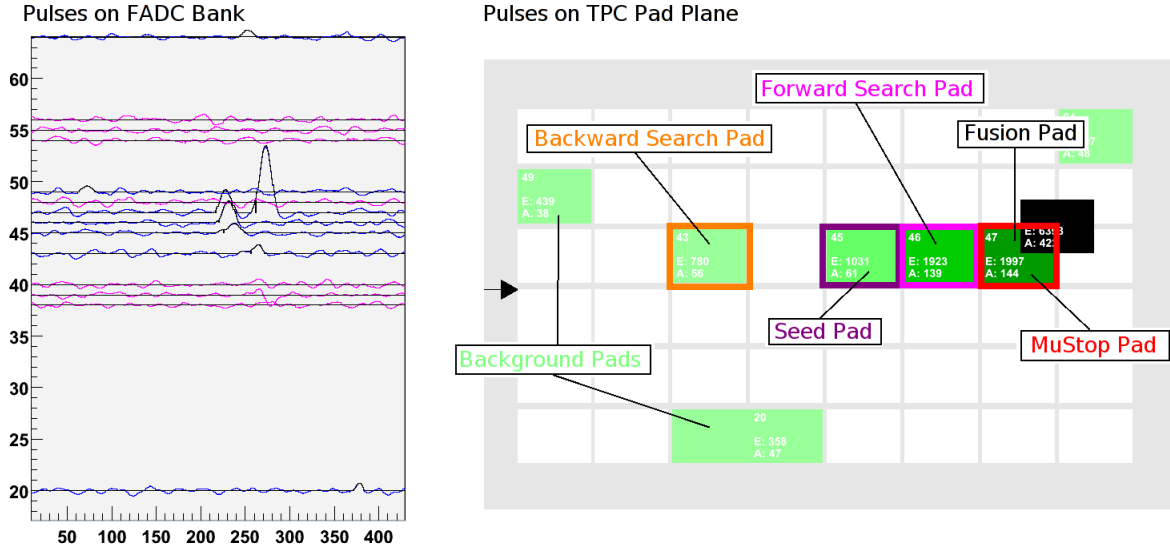 Pulses on FADC Bank
Pulses on TPC Pad Plane
60
55
50
45
40
35
30
25
20
50 100 150 200 250 300 350 400
Forward Search Pad
Backward Search Pad
Fusion Pad
A: 48
49
E: 439
A: 38
43
E: 780
A: 56
45
E: 1031
A: 61
46
E: 1923
A: 139
47
E: 1997
A: 144
Seed Pad
MuStop Pad
Background Pads
20
E: 358
A: 47